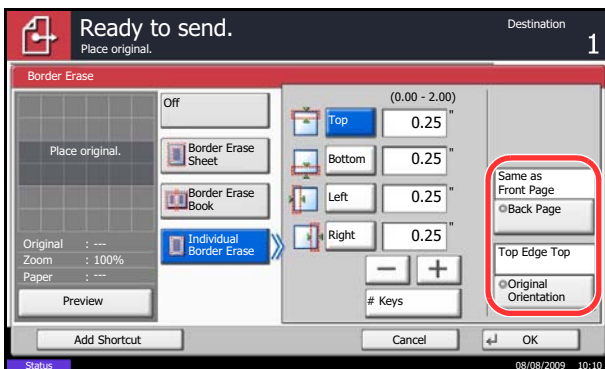 Ready to send.
Place original.
Destination
1
Border Erase
Place original.
Original : ---
Zoom : 100%
Paper : ---
Preview
Off
Border Erase
Sheet
Border Erase
Book
Individual
Border Erase
(0.00 - 2.00)
Top 0.25 "
Bottom 0.25 "
Left 0.25 "
Right 0.25 "
# Keys
Same as
Front Page
Back Page
Top Edge Top
Original
Orientation
Add Shortcut
Cancel
OK
Status
08/08/2009 10:10